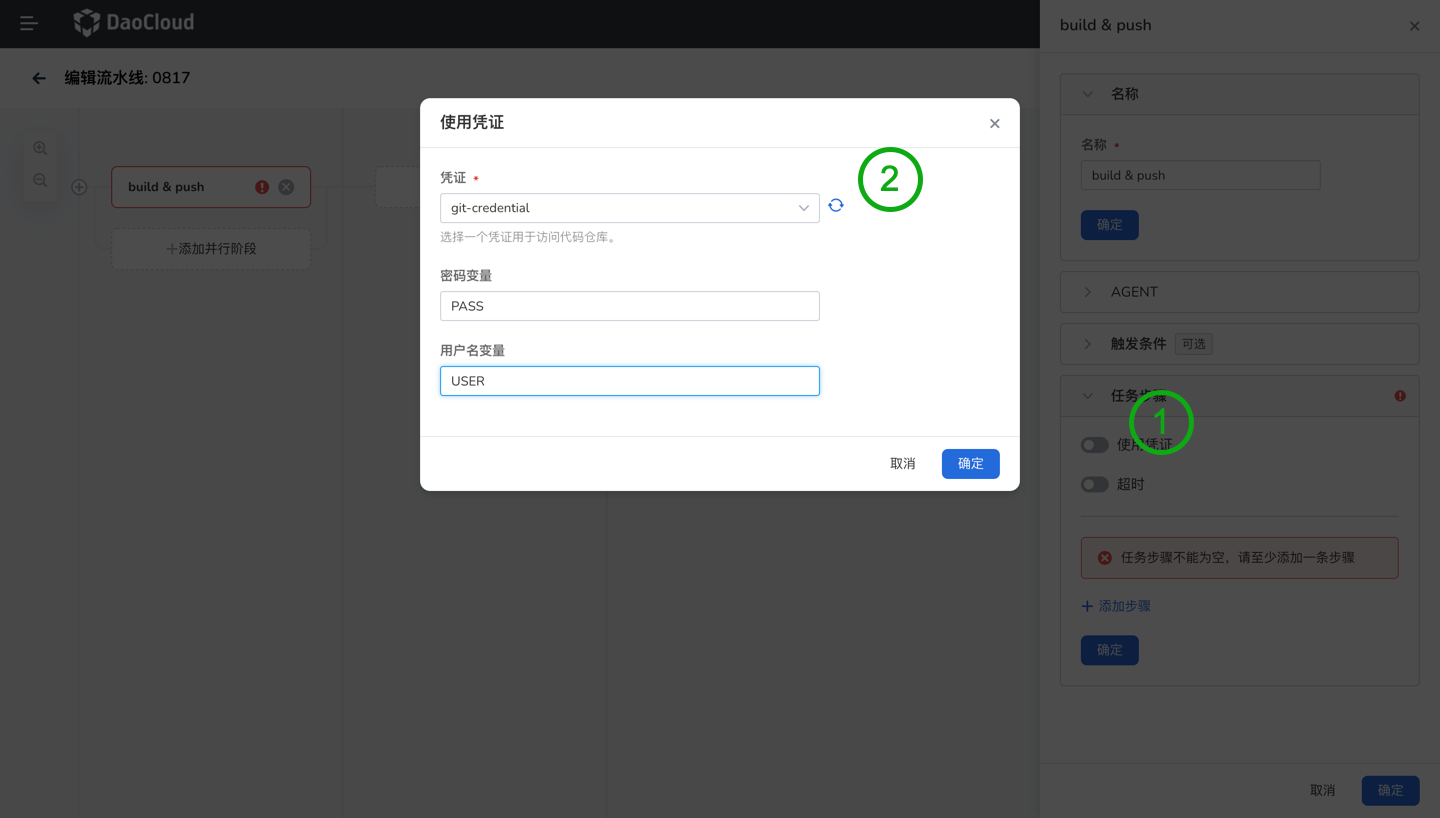 DaoCloud
编辑流水线: 0817
build & push
添加并行阶段
使用凭证
凭证 *
git-credential
选择一个凭证用于访问代码仓库。
密码变量
PASS
用户名变量
USER
取消 确定
2
build & push
名称
名称 *
build & push
确定
AGENT
触发条件 可选
任务步骤
1
使用凭证
超时
任务步骤不能为空，请至少添加一条步骤
添加步骤
确定
取消 确定